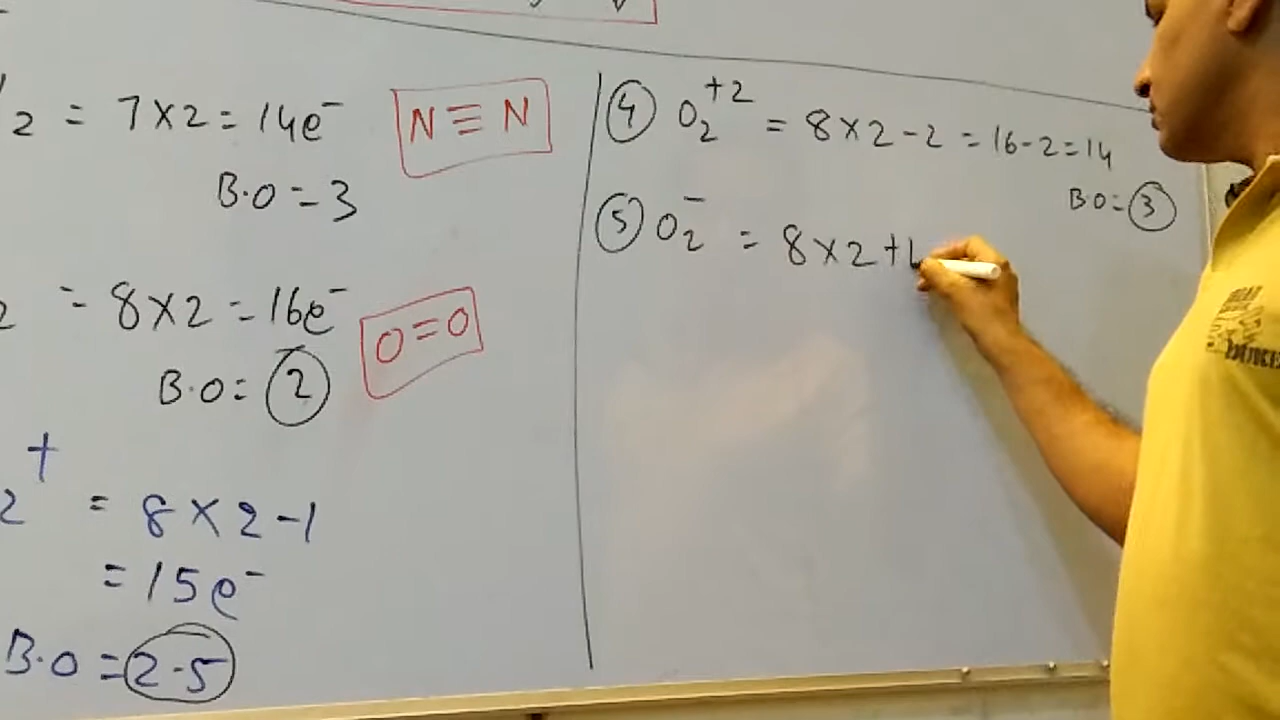 2 = 7×2 = 14e⁻ N≡N
B.O = 3
2 = 8×2 = 16e⁻ O=O
B.O = 2
2⁺ = 8×2-1
= 15e⁻
B.O = 2.5
④ O₂⁺² = 8×2-2 = 16-2=14
B.O = 3
⑤ O₂⁻ = 8×2+